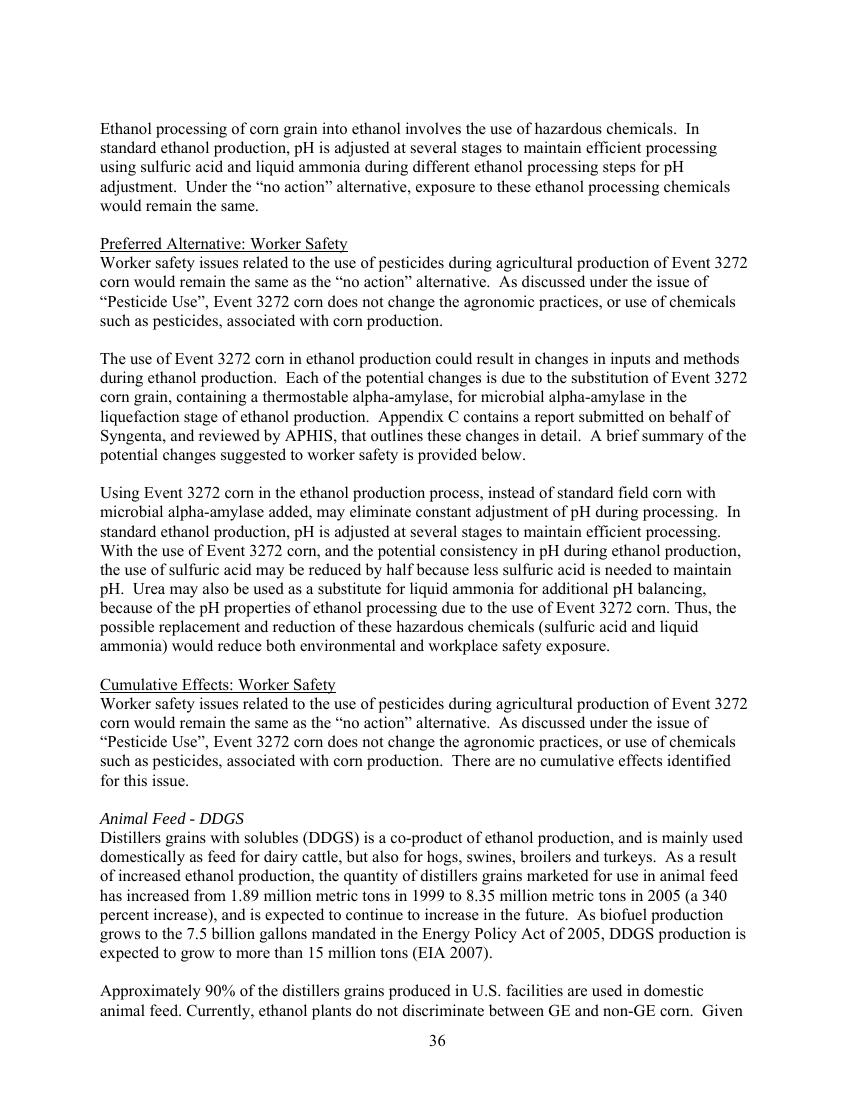 Ethanol processing of corn grain into ethanol involves the use of hazardous chemicals.  In
standard ethanol production, pH is adjusted at several stages to maintain efficient processing
using sulfuric acid and liquid ammonia during different ethanol processing steps for pH
adjustment.  Under the “no action” alternative, exposure to these ethanol processing chemicals
would remain the same.
Preferred Alternative: Worker Safety
Worker safety issues related to the use of pesticides during agricultural production of Event 3272
corn would remain the same as the “no action” alternative.  As discussed under the issue of
“Pesticide Use”, Event 3272 corn does not change the agronomic practices, or use of chemicals
such as pesticides, associated with corn production.
The use of Event 3272 corn in ethanol production could result in changes in inputs and methods
during ethanol production.  Each of the potential changes is due to the substitution of Event 3272
corn grain, containing a thermostable alpha-amylase, for microbial alpha-amylase in the
liquefaction stage of ethanol production.  Appendix C contains a report submitted on behalf of
Syngenta, and reviewed by APHIS, that outlines these changes in detail.  A brief summary of the
potential changes suggested to worker safety is provided below.
Using Event 3272 corn in the ethanol production process, instead of standard field corn with
microbial alpha-amylase added, may eliminate constant adjustment of pH during processing.  In
standard ethanol production, pH is adjusted at several stages to maintain efficient processing.
With the use of Event 3272 corn, and the potential consistency in pH during ethanol production,
the use of sulfuric acid may be reduced by half because less sulfuric acid is needed to maintain
pH.  Urea may also be used as a substitute for liquid ammonia for additional pH balancing,
because of the pH properties of ethanol processing due to the use of Event 3272 corn. Thus, the
possible replacement and reduction of these hazardous chemicals (sulfuric acid and liquid
ammonia) would reduce both environmental and workplace safety exposure.
Cumulative Effects: Worker Safety
Worker safety issues related to the use of pesticides during agricultural production of Event 3272
corn would remain the same as the “no action” alternative.  As discussed under the issue of
“Pesticide Use”, Event 3272 corn does not change the agronomic practices, or use of chemicals
such as pesticides, associated with corn production.  There are no cumulative effects identified
for this issue.
Animal Feed - DDGS
Distillers grains with solubles (DDGS) is a co-product of ethanol production, and is mainly used
domestically as feed for dairy cattle, but also for hogs, swines, broilers and turkeys.  As a result
of increased ethanol production, the quantity of distillers grains marketed for use in animal feed
has increased from 1.89 million metric tons in 1999 to 8.35 million metric tons in 2005 (a 340
percent increase), and is expected to continue to increase in the future.  As biofuel production
grows to the 7.5 billion gallons mandated in the Energy Policy Act of 2005, DDGS production is
expected to grow to more than 15 million tons (EIA 2007).
Approximately 90% of the distillers grains produced in U.S. facilities are used in domestic
animal feed. Currently, ethanol plants do not discriminate between GE and non-GE corn.  Given
36